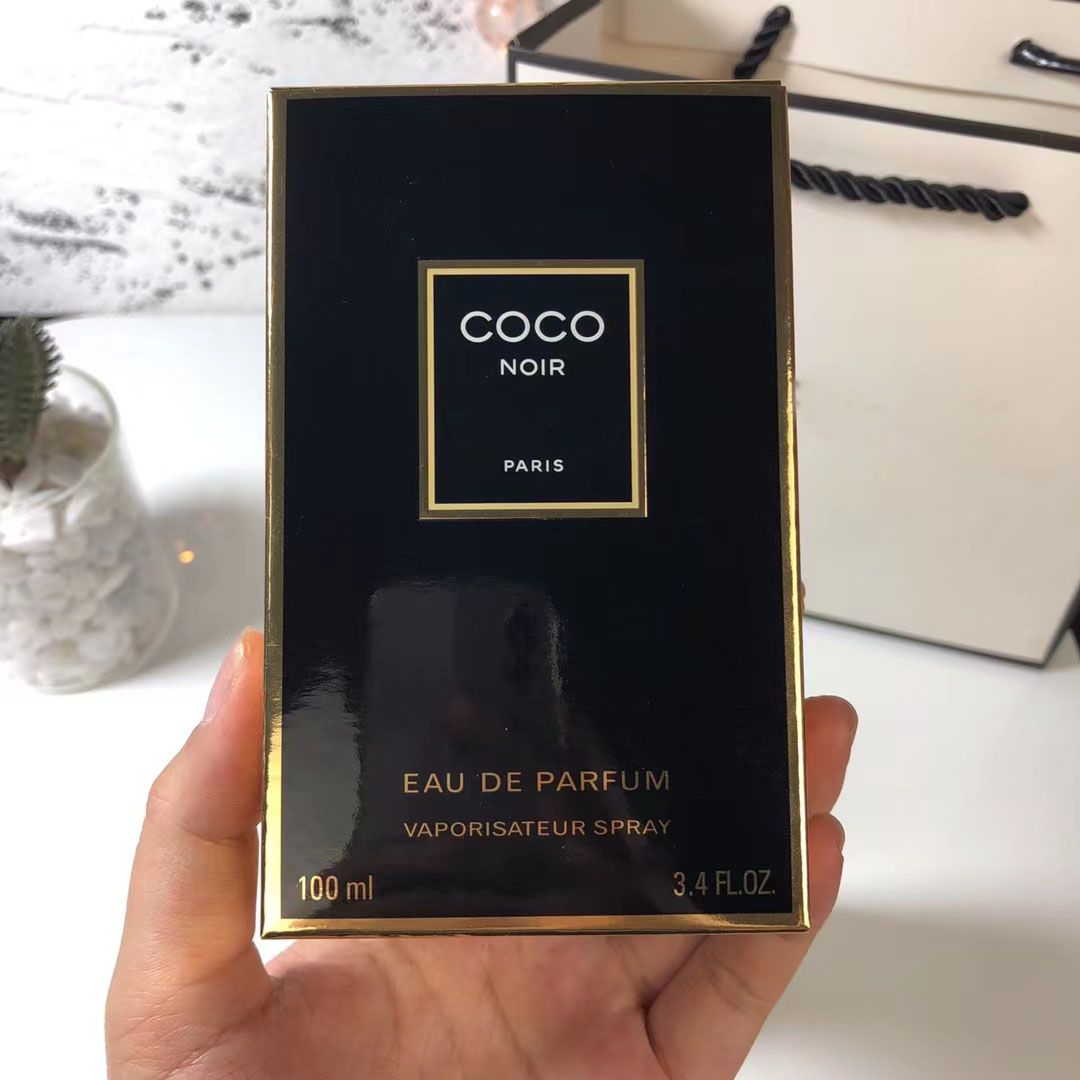 COCO
NOIR
PARIS
EAU DE PARFUM
VAPORISATEUR SPRAY
100 ml
3.4 FL.OZ.